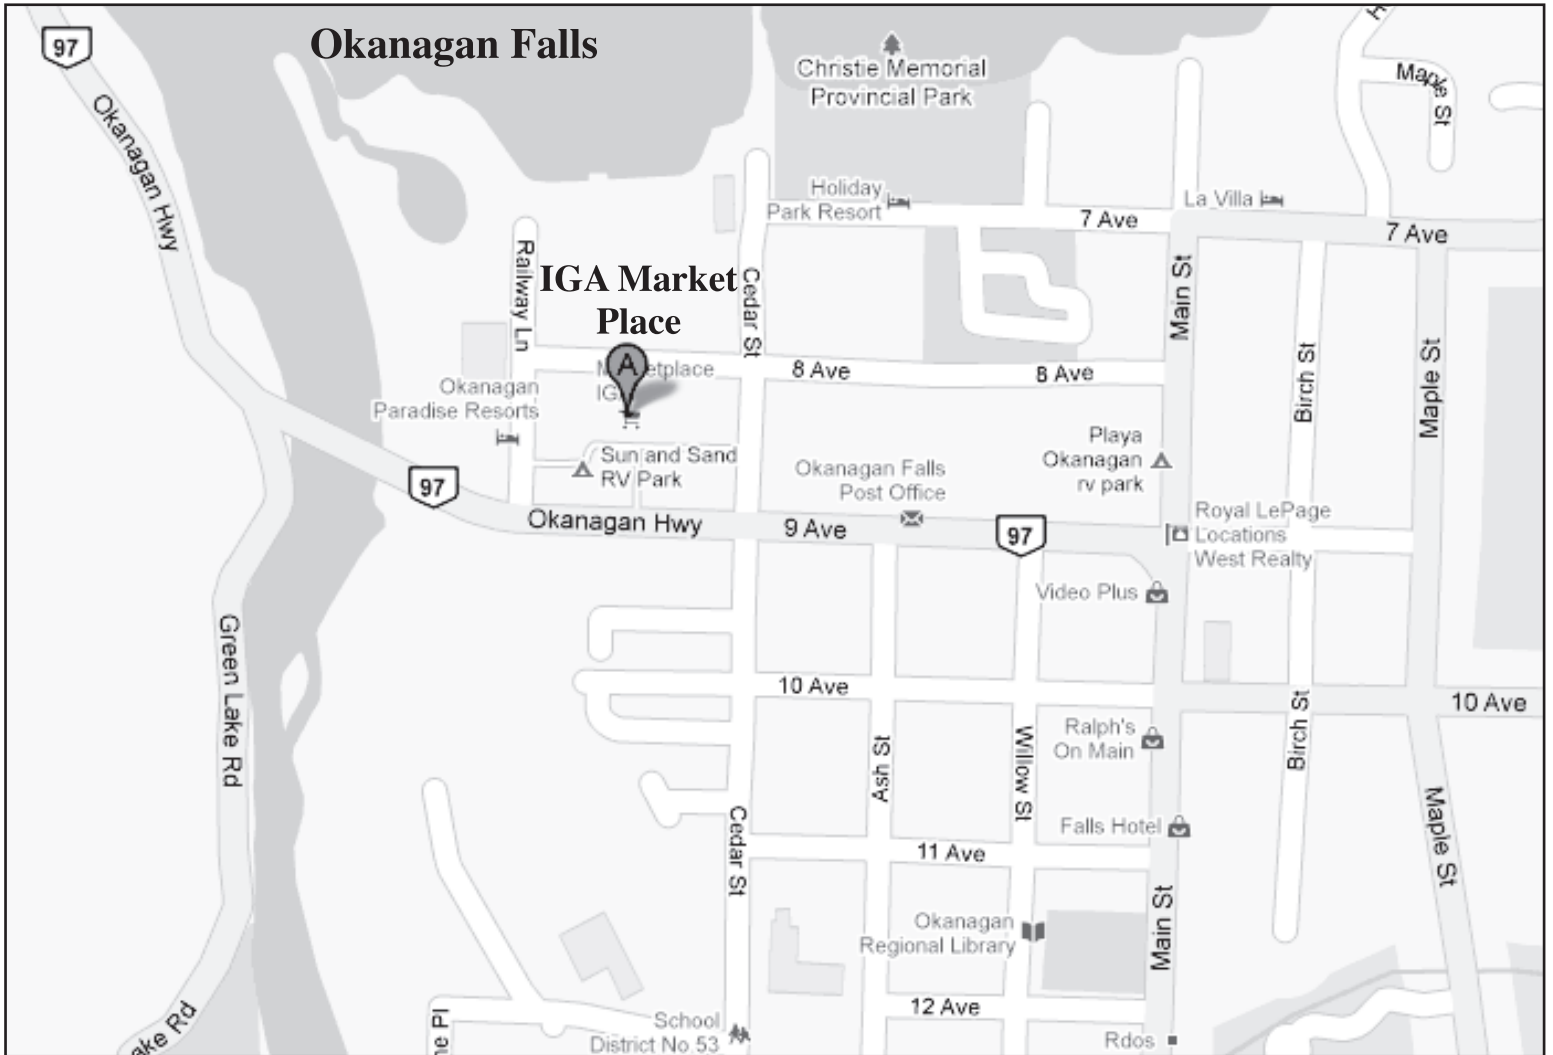 97
Okanagan Falls
Christie Memorial
Provincial Park
Maple St
Okanagan Hwy
Holiday
Park Resort
La Villa
7 Ave
7 Ave
Railway Ln
IGA Market
Place
Cedar St
Main St
A
8 Ave
8 Ave
Birch St
Maple St
Okanagan
Paradise Resorts
Playa
Okanagan
rv park
Sun and Sand
RV Park
Okanagan Falls
Post Office
97
Okanagan Hwy
9 Ave
97
Royal LePage
Locations
West Realty
Video Plus
Green Lake Rd
10 Ave
10 Ave
Birch St
Ralph's
On Main
Ash St
Willow St
Maple St
Cedar St
Falls Hotel
11 Ave
Main St
Okanagan
Regional Library
12 Ave
ake Rd
ne Pl
School
District No.53
Rdos